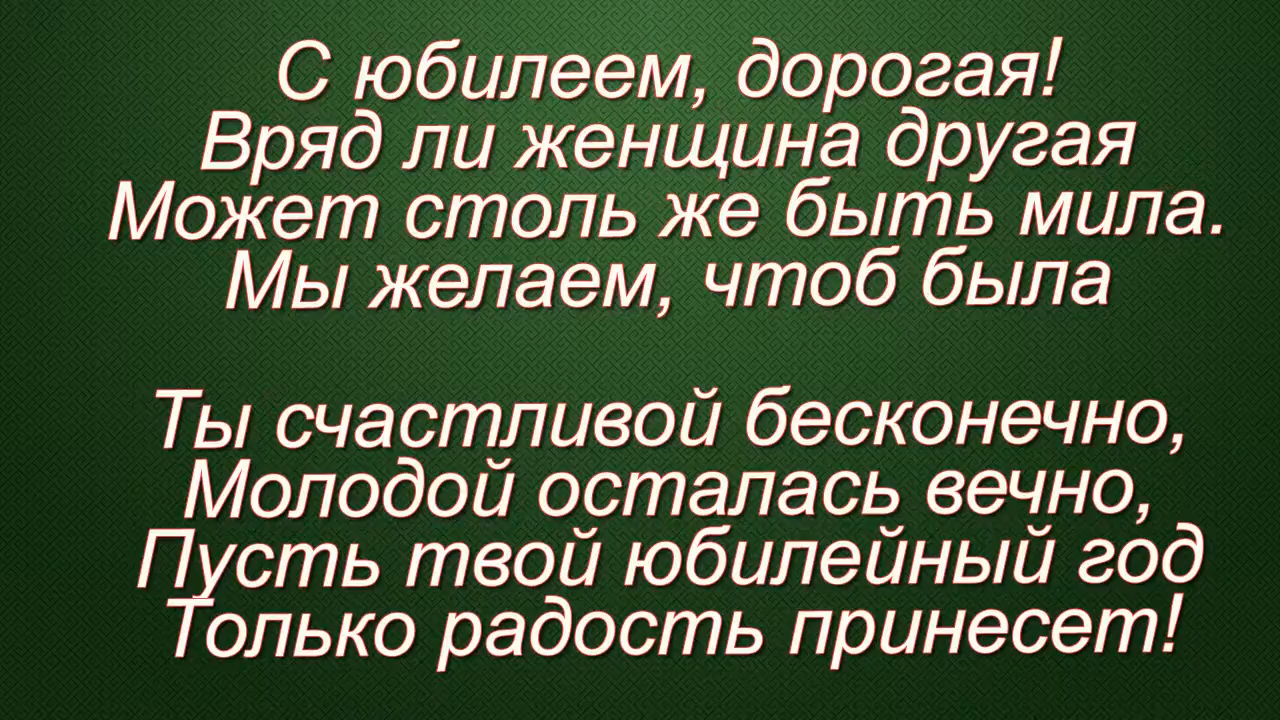 С юбилеем, дорогая!
Вряд ли женщина другая
Может столь же быть мила.
Мы желаем, чтоб была
Ты счастливой бесконечно,
Молодой осталась вечно,
Пусть твой юбилейный год
Только радость принесет!